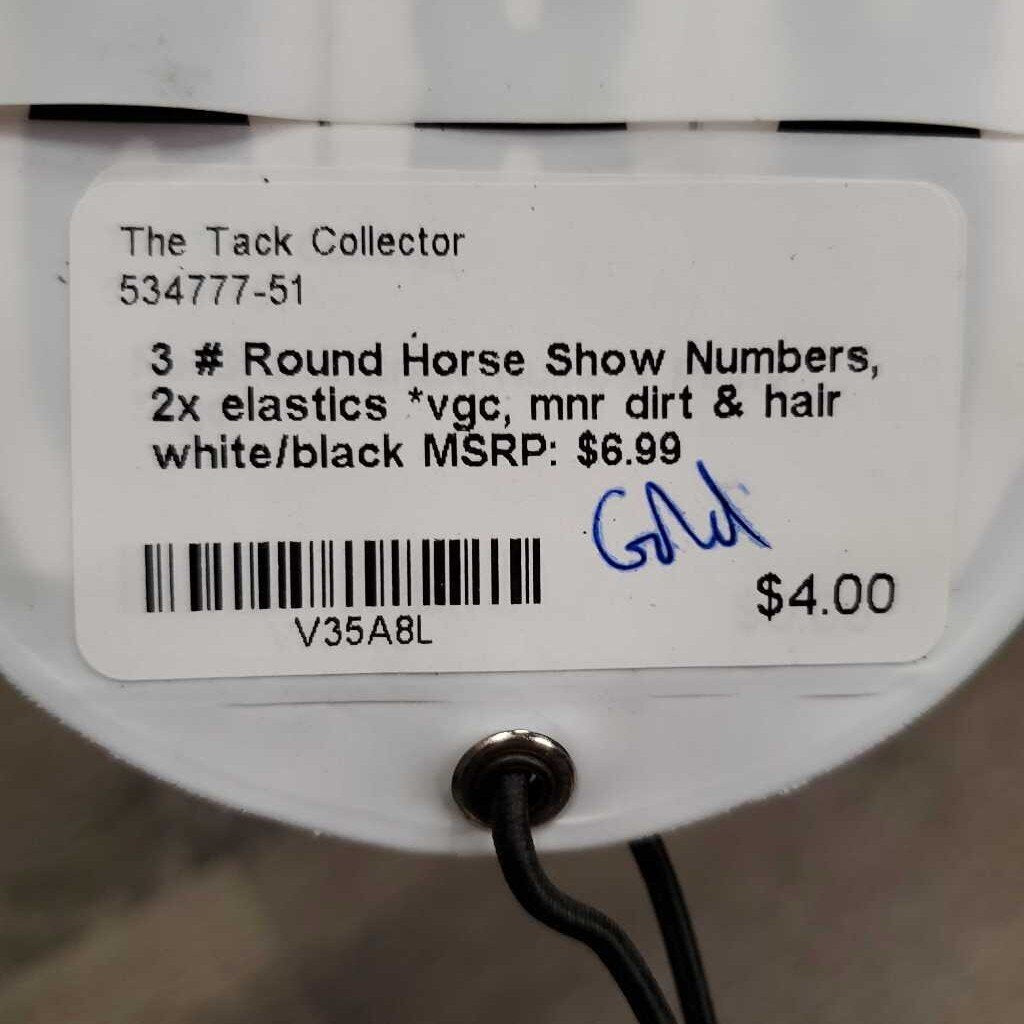 The Tack Collector
534777-51
3 # Round Horse Show Numbers,
2x elastics *vgc, mnr dirt & hair
white/black MSRP: $6.99
Gold
$4.00
V35A8L